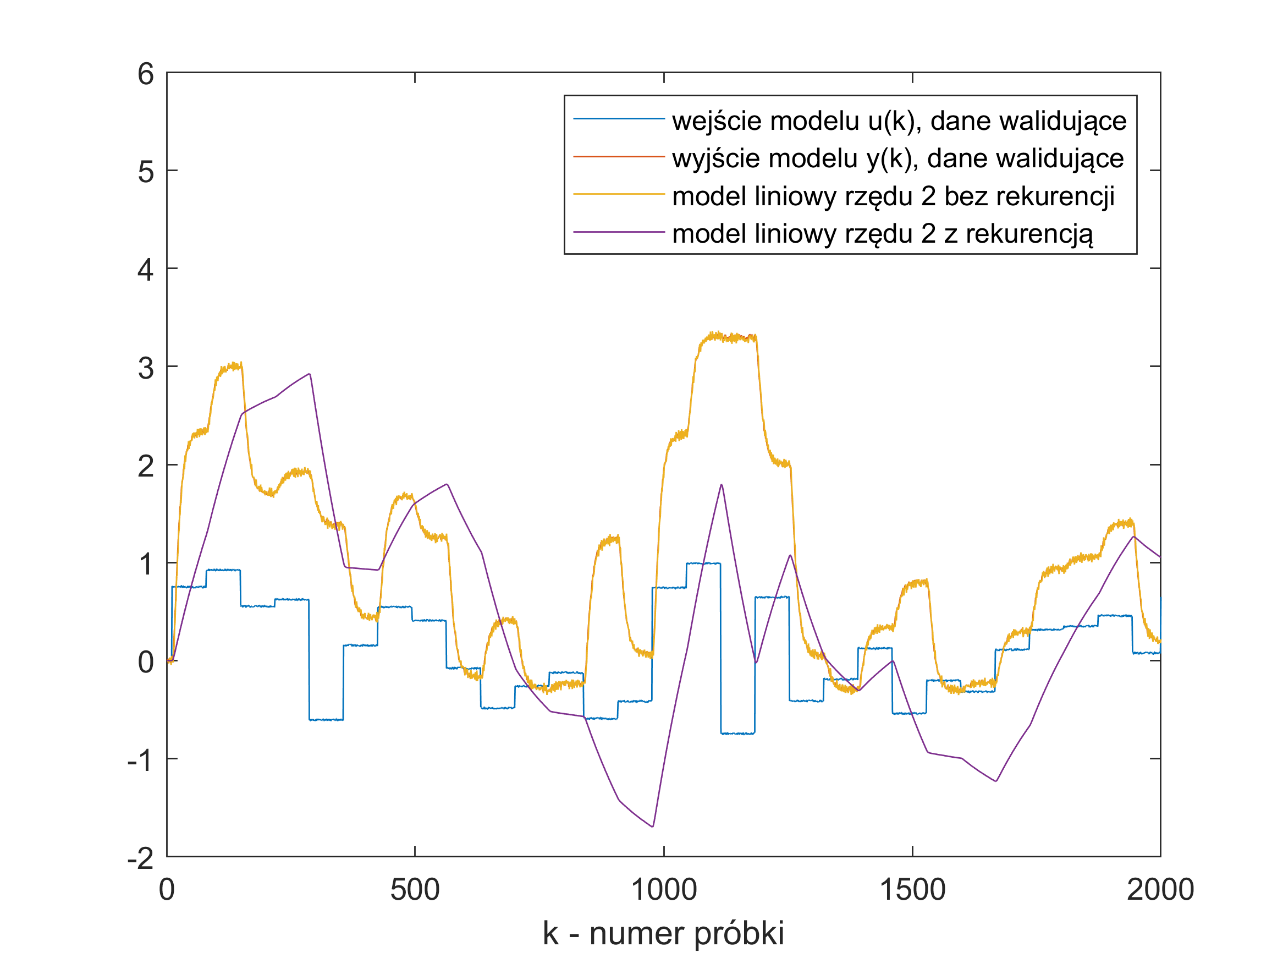 6
5
4
3
2
1
0
-1
-2
wejście modelu u(k), dane walidujące
wyjście modelu y(k), dane walidujące
model liniowy rzędu 2 bez rekurencji
model liniowy rzędu 2 z rekurencją
0 500 1000 1500 2000
k - numer próbki